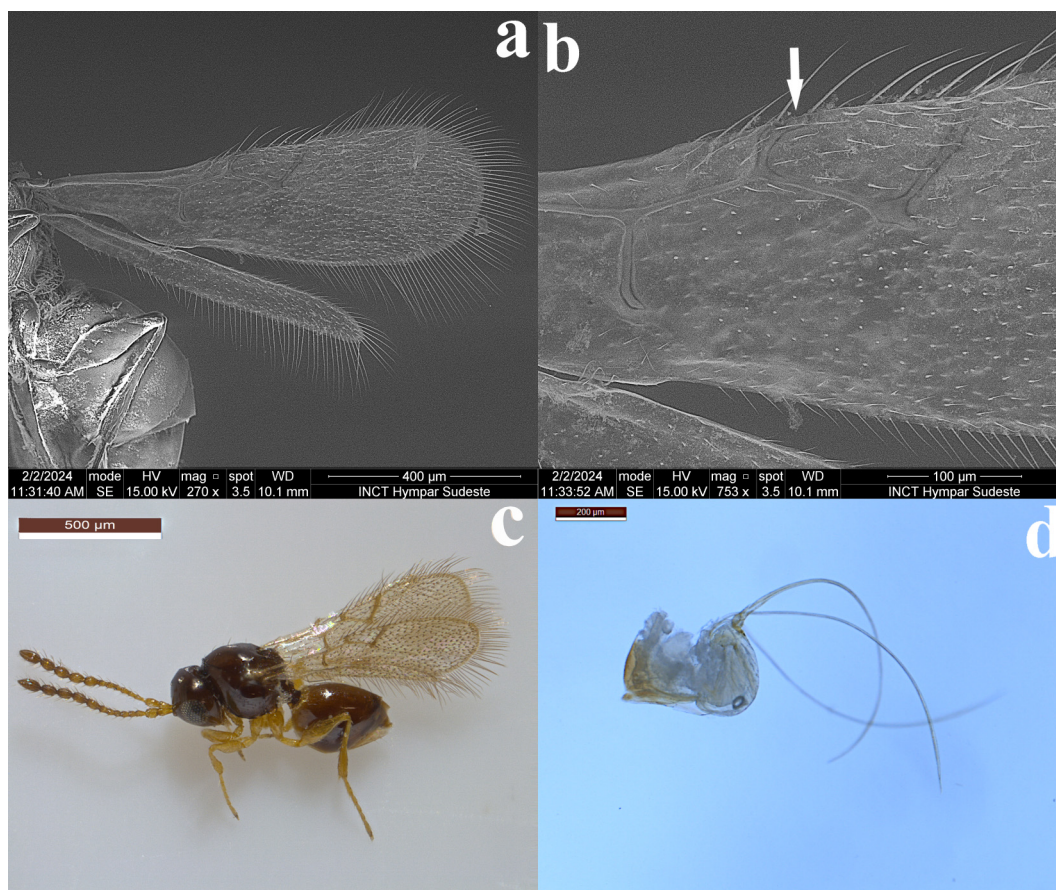 a
b
2/2/2024 mode HV mag □ spot WD 400 µm
11:31:40 AM SE 15.00 kV 270 x 3.5 10.1 mm INCT Hympar Sudeste
2/2/2024 mode HV mag □ spot WD 100 µm
11:33:52 AM SE 15.00 kV 753 x 3.5 10.1 mm INCT Hympar Sudeste
500 µm
c
200 µm
d